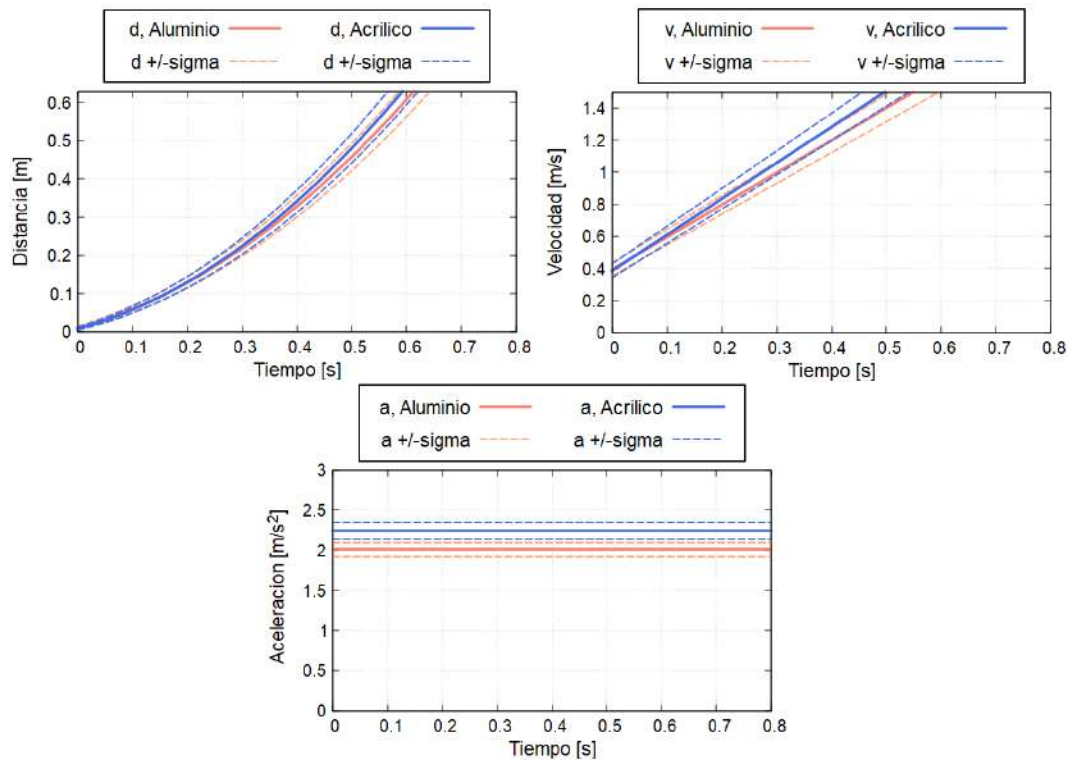 d, Aluminio d, Acrilico
d +/-sigma d +/-sigma
0.6
0.5
0.4
0.3
0.2
0.1
0
Distancia [m]
0 0.1 0.2 0.3 0.4 0.5 0.6 0.7 0.8
Tiempo [s]
v, Aluminio v, Acrilico
v +/-sigma v +/-sigma
1.4
1.2
1
0.8
0.6
0.4
0.2
0
Velocidad [m/s]
0 0.1 0.2 0.3 0.4 0.5 0.6 0.7 0.8
Tiempo [s]
a, Aluminio a, Acrilico
a +/-sigma a +/-sigma
3
2.5
2
1.5
1
0.5
0
Aceleracion [m/s²]
0 0.1 0.2 0.3 0.4 0.5 0.6 0.7 0.8
Tiempo [s]